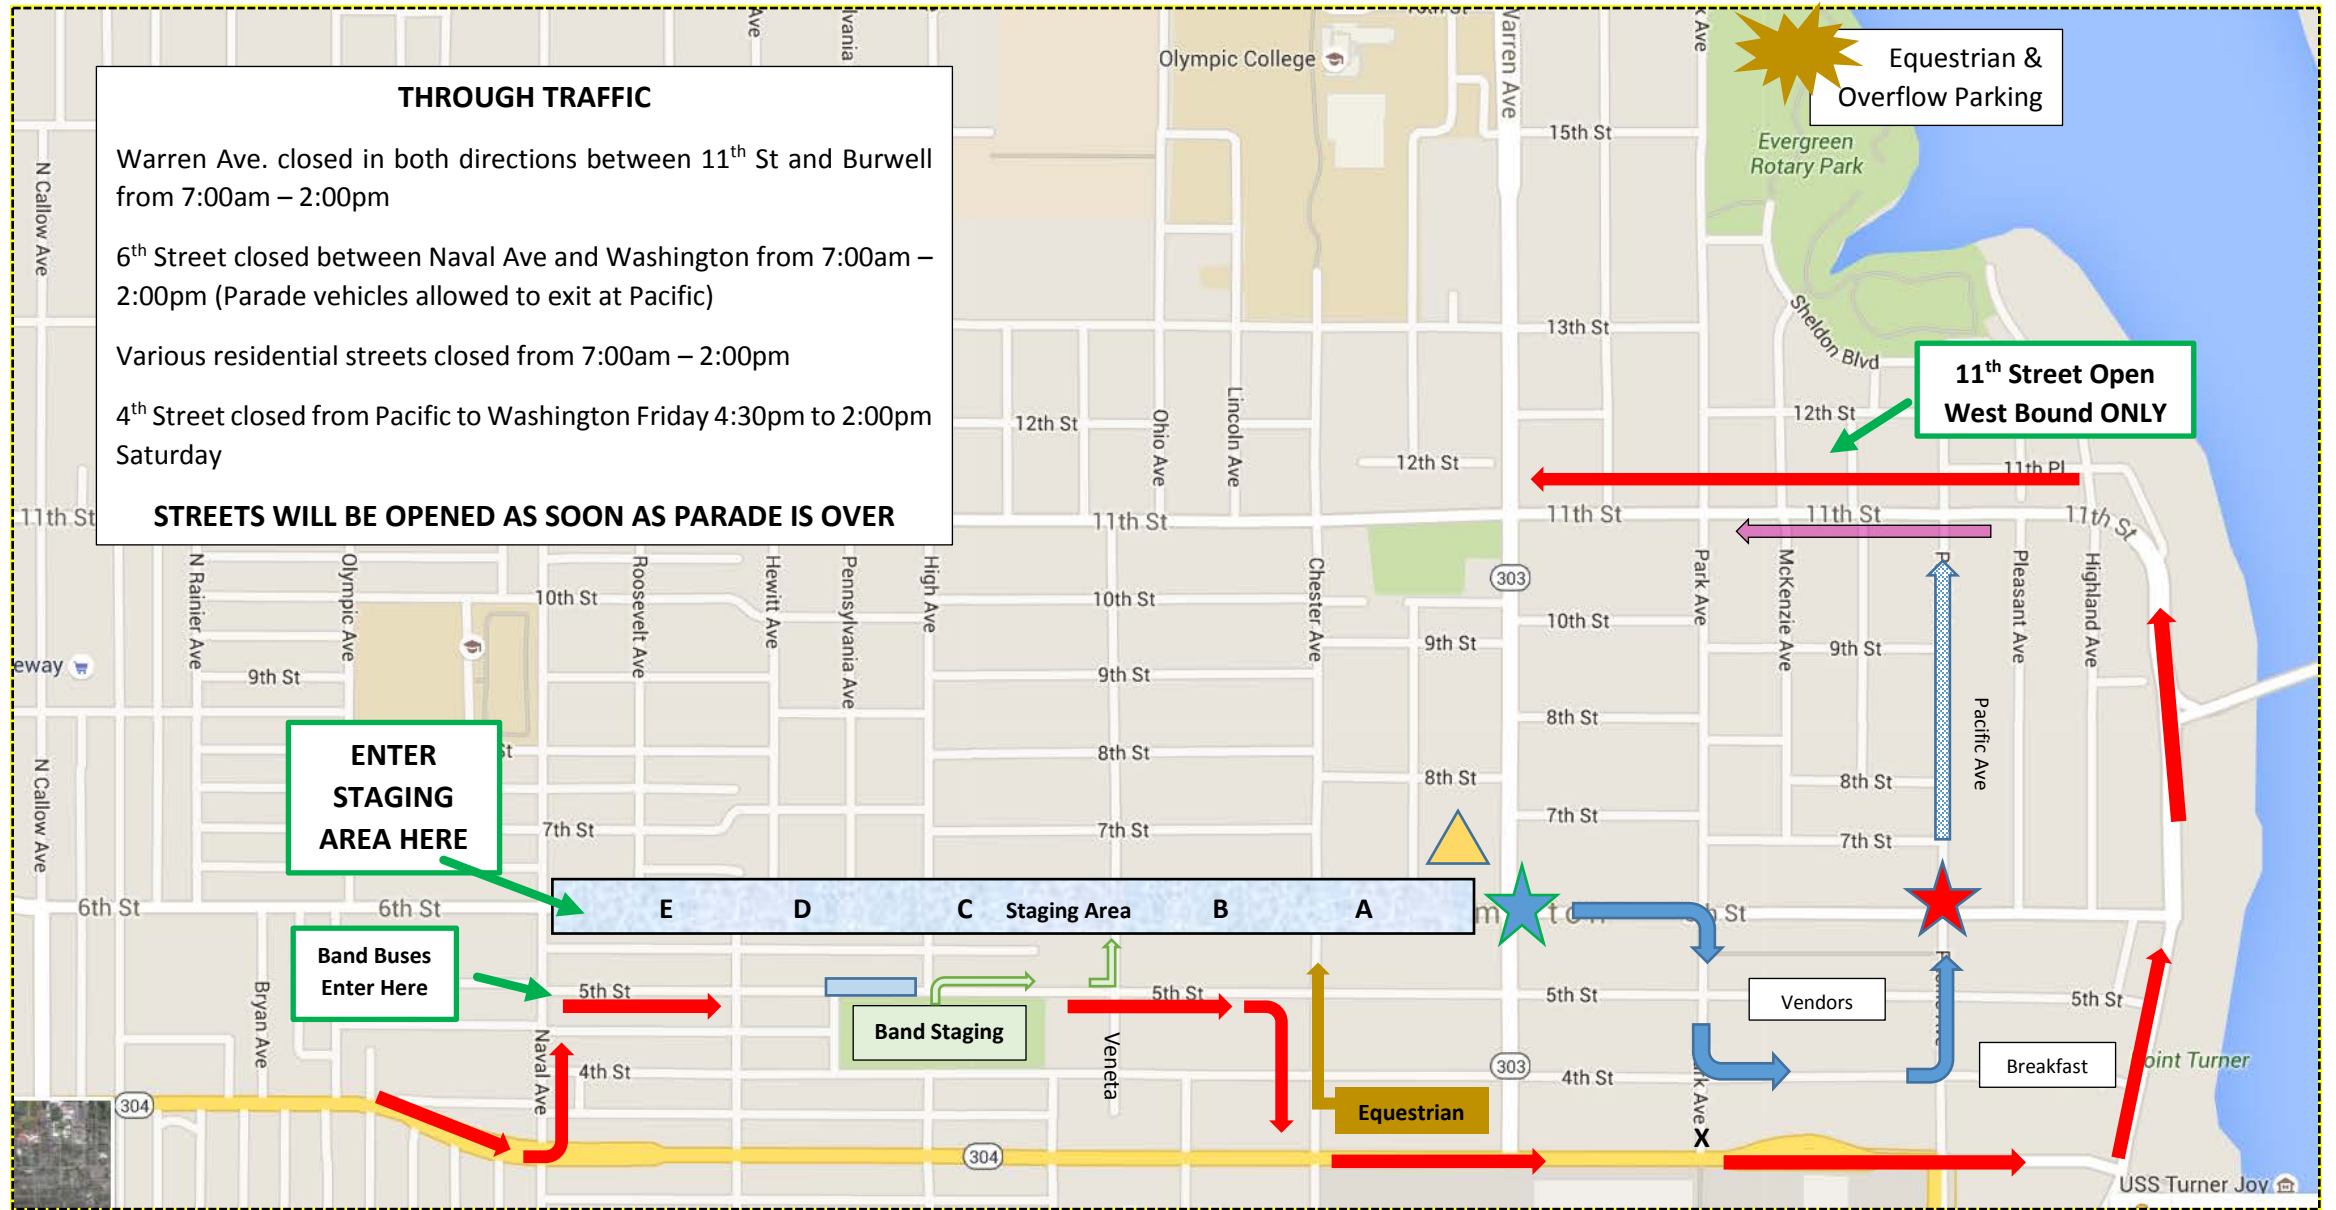 THROUGH TRAFFIC
Warren Ave. closed in both directions between 11th St and Burwell
from 7:00am – 2:00pm
6th Street closed between Naval Ave and Washington from 7:00am –
2:00pm (Parade vehicles allowed to exit at Pacific)
Various residential streets closed from 7:00am – 2:00pm
4th Street closed from Pacific to Washington Friday 4:30pm to 2:00pm
Saturday
STREETS WILL BE OPENED AS SOON AS PARADE IS OVER
Equestrian &
Overflow Parking
Ave
Olympic College
Warren Ave
Ave
15th St
Evergreen
Rotary Park
N Callow Ave
13th St
Sheldon Blvd
11th Street Open
West Bound ONLY
12th St
Ohio Ave
Lincoln Ave
12th St
12th St
11th Pl
11th St
11th St
11th St
11th St
11th St
N Rainier Ave
Olympic Ave
Roosevelt Ave
Hewitt Ave
Pennsylvania Ave
High Ave
Chester Ave
303
Park Ave
McKenzie Ave
Pleasant Ave
Highland Ave
10th St
10th St
10th St
9th St
9th St
9th St
9th St
eway
Pacific Ave
8th St
8th St
8th St
8th St
N Callow Ave
ENTER
STAGING
AREA HERE
7th St
7th St
7th St
7th St
6th St
6th St
E
D
C
Staging Area
B
A
St
Band Buses
Enter Here
Bryan Ave
5th St
5th St
5th St
5th St
Vendors
Band Staging
Veneta
Naval Ave
4th St
303
4th St
Breakfast
Point Turner
304
Equestrian
X
304
USS Turner Joy